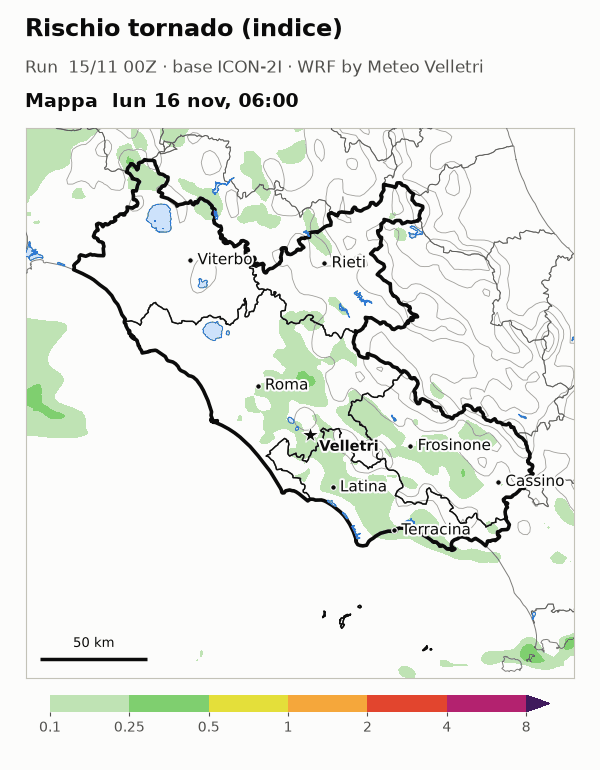 Rischio tornado (indice)
Run  15/11 00Z · base ICON-2I · WRF by Meteo Velletri
Mappa  lun 16 nov, 06:00
Viterbo
Rieti
Roma
Velletri
Frosinone
Cassino
Latina
Terracina
50 km
0.1 0.25 0.5 1 2 4 8